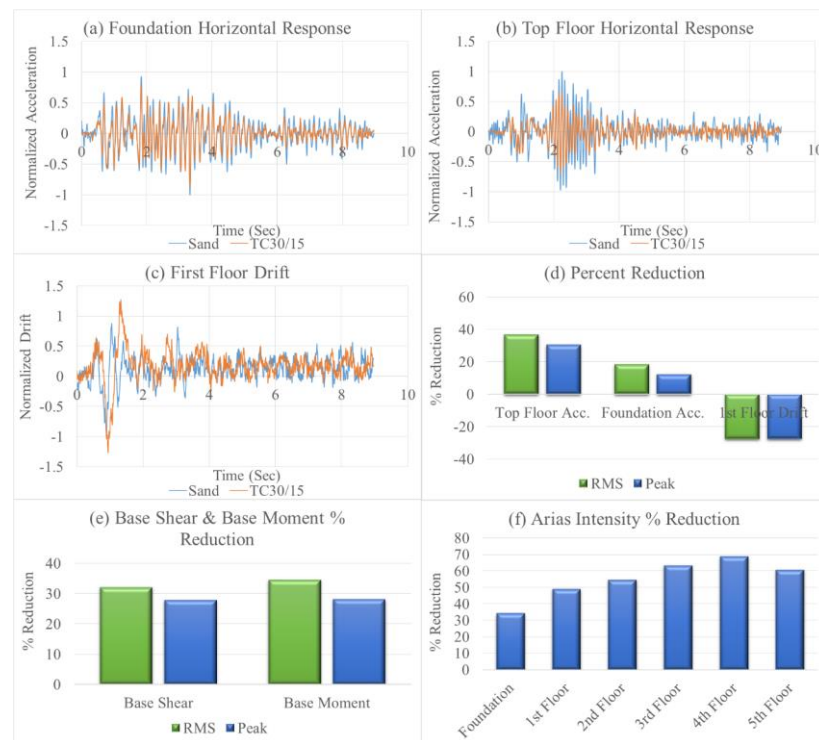 (a) Foundation Horizontal Response
Normalized Acceleration
1.5
1
0.5
0
-0.5
-1
-1.5
0 2 4 6 8 10
Time (Sec)
Sand TC30/15
(b) Top Floor Horizontal Response
Normalized Acceleration
1.5
1
0.5
0
-0.5
-1
-1.5
0 2 4 6 8 10
Time (Sec)
Sand TC30/15
(c) First Floor Drift
Normalized Drift
1.5
1
0.5
0
-0.5
-1
-1.5
0 2 4 6 8 10
Time (Sec)
Sand TC30/15
(d) Percent Reduction
% Reduction
60
40
20
0
-20
-40
Top Floor Acc. Foundation Acc. 1st Floor Drift
RMS Peak
(e) Base Shear & Base Moment %
Reduction
% Reduction
40
30
20
10
0
Base Shear Base Moment
RMS Peak
(f) Arias Intensity % Reduction
% Reduction
80
70
60
50
40
30
20
10
0
Foundation
1st Floor
2nd Floor
3rd Floor
4th Floor
5th Floor